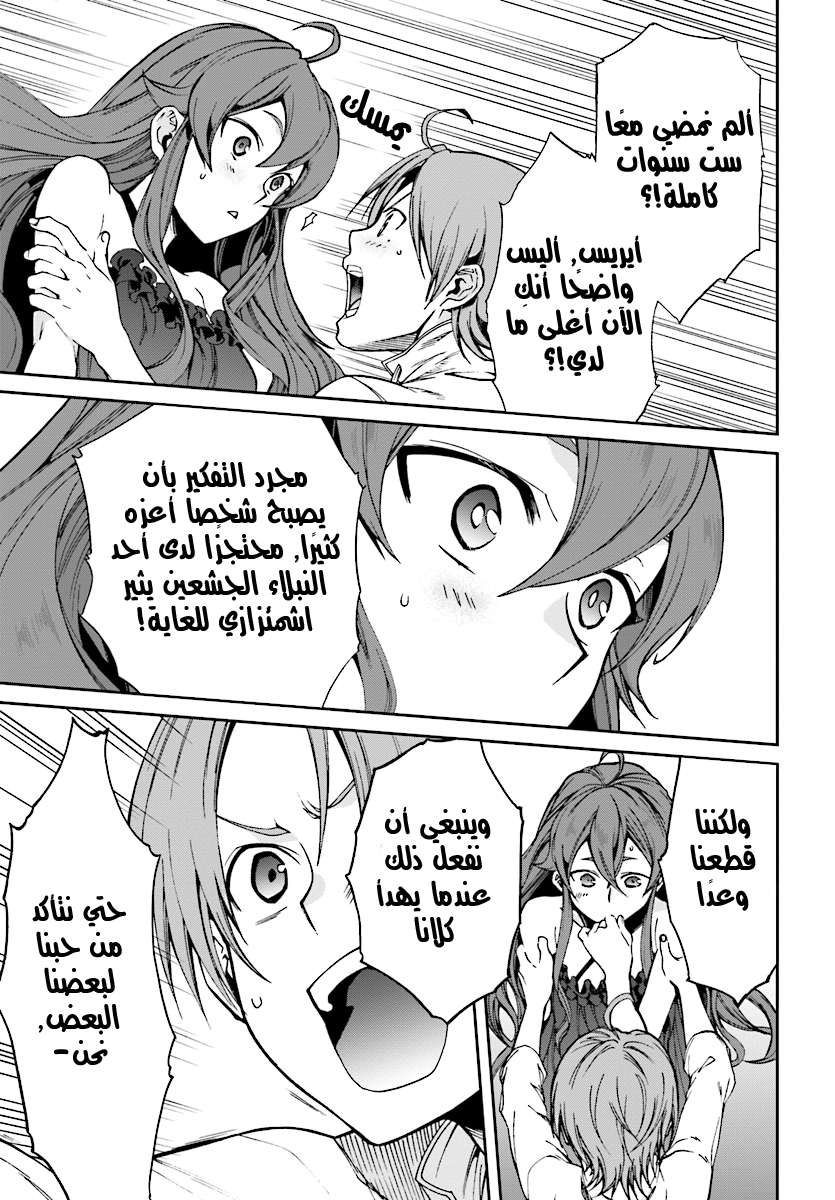 ألم نمضي معًا
ست سنوات
كاملة!؟
أيريس, أليس
واضحًا أنكِ
الآن أغلى ما
لدي!؟
يمسك
مجرد التفكير بأن
يصبح شخصًا أعزه
كثيرًا, محتجزًا لدى أحد
النبلاء الجشعين يثير
اشمئزازي للغاية!
ولكننا
قطعنا
وعدًا
وينبغي أن
نفعل ذلك
عندما يهدأ
كلانا
حتي نتأكد
من حبنا
لبعضنا
البعض,
نحن-